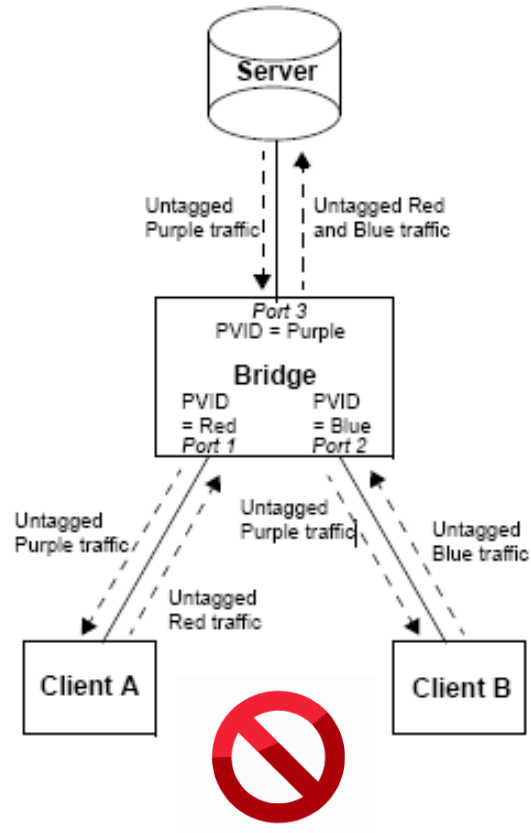 Server
Untagged
Purple traffic
Untagged Red
and Blue traffic
Port 3
PVID = Purple
Bridge
PVID
= Red
Port 1
PVID
= Blue
Port 2
Untagged
Purple traffic
Untagged
Red traffic
Untagged
Purple traffic
Untagged
Blue traffic
Client A
Client B